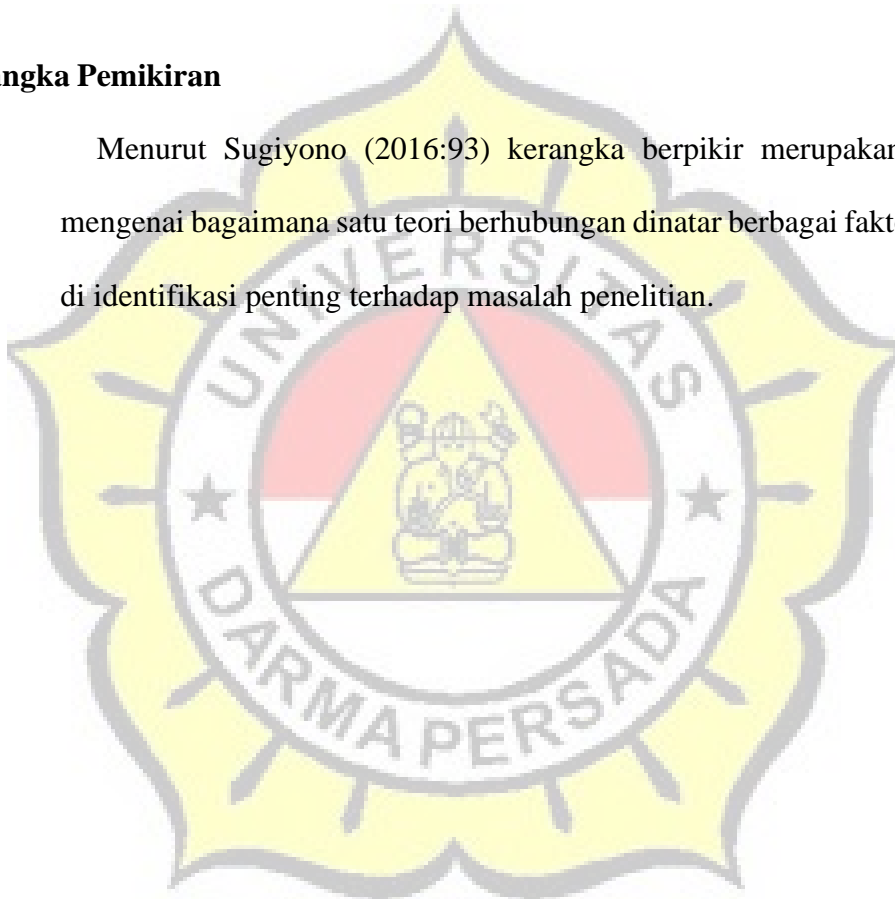 angka Pemikiran
Menurut Sugiyono (2016:93) kerangka berpikir merupakan
mengenai bagaimana satu teori berhubungan dinatar berbagai fakt
di identifikasi penting terhadap masalah penelitian.
UNIVERSITAS
DARMA PERSADA